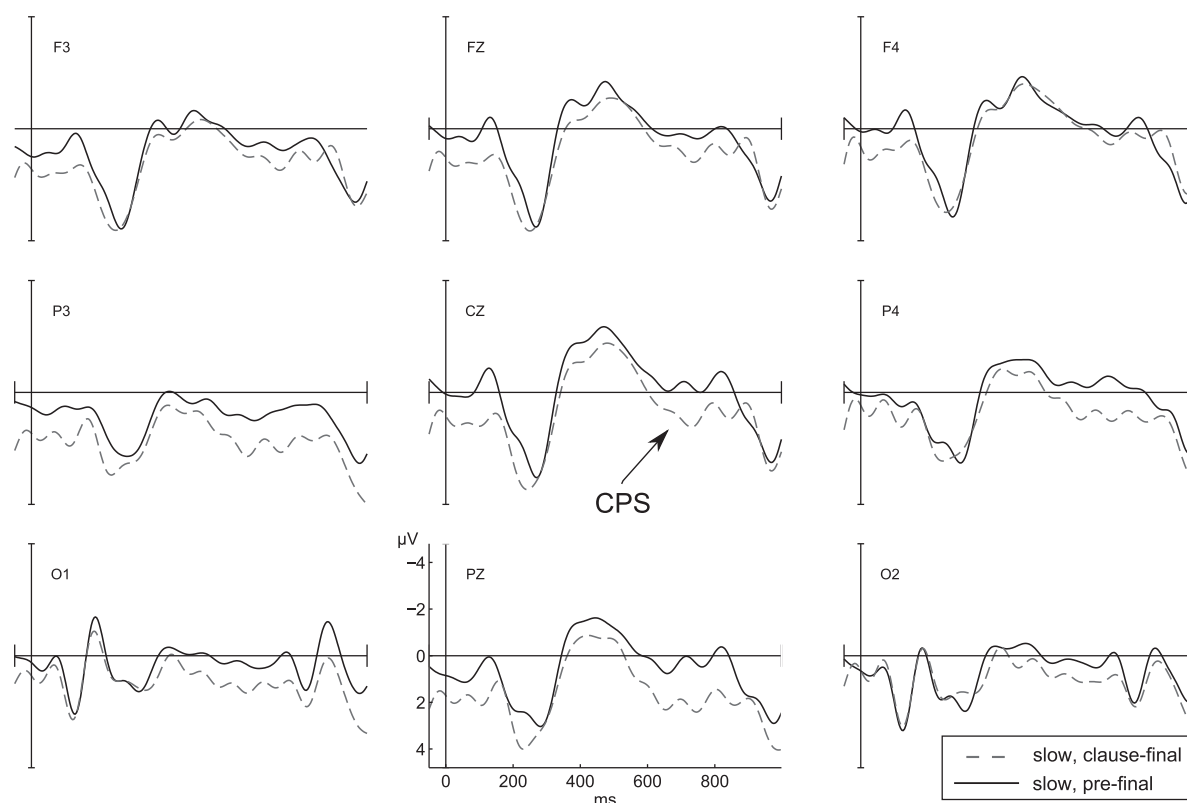 F3
FZ
F4
P3
CZ
P4
CPS
O1
µV
PZ
O2
−4
−2
0
2
4
0 200 400 600 800
ms
slow, clause-final
slow, pre-final